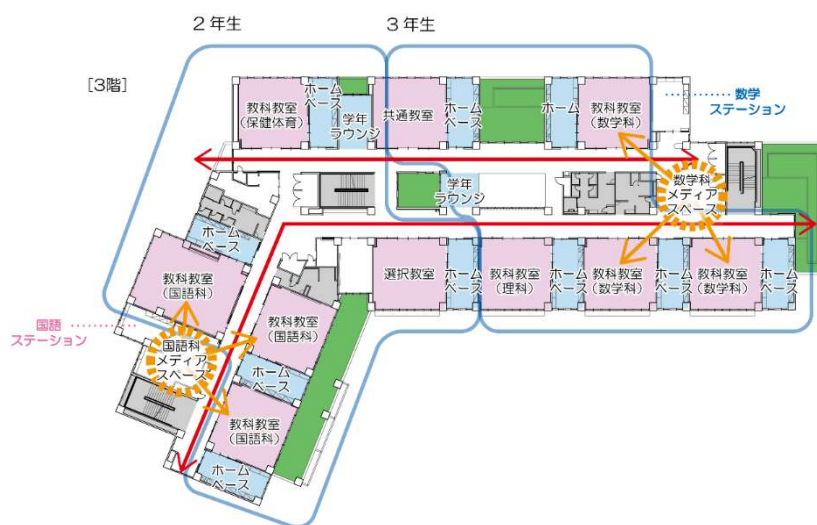 2年生
3年生
[3階]
教科教室
(保健体育)
ホーム
ベース
学年
ラウンジ
共通教室
ホーム
ベース
ホーム
教科教室
(数学科)
数学
ステーション
数学科
メディア
スペース
学年
ラウンジ
ホーム
ベース
教科教室
(国語科)
選択教室
ホーム
ベース
教科教室
(理科)
ホーム
ベース
教科教室
(数学科)
ホーム
ベース
教科教室
(数学科)
ホーム
ベース
国語
ステーション
国語科
メディア
スペース
教科教室
(国語科)
ホーム
ベース
教科教室
(国語科)
ホーム
ベース